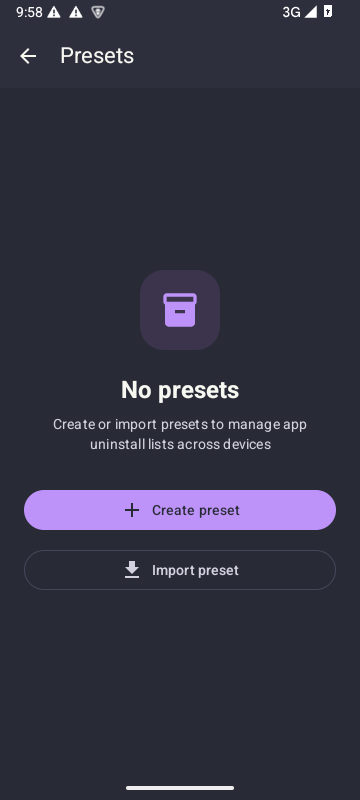 9:58
3G
Presets
No presets
Create or import presets to manage app
uninstall lists across devices
Create preset
Import preset